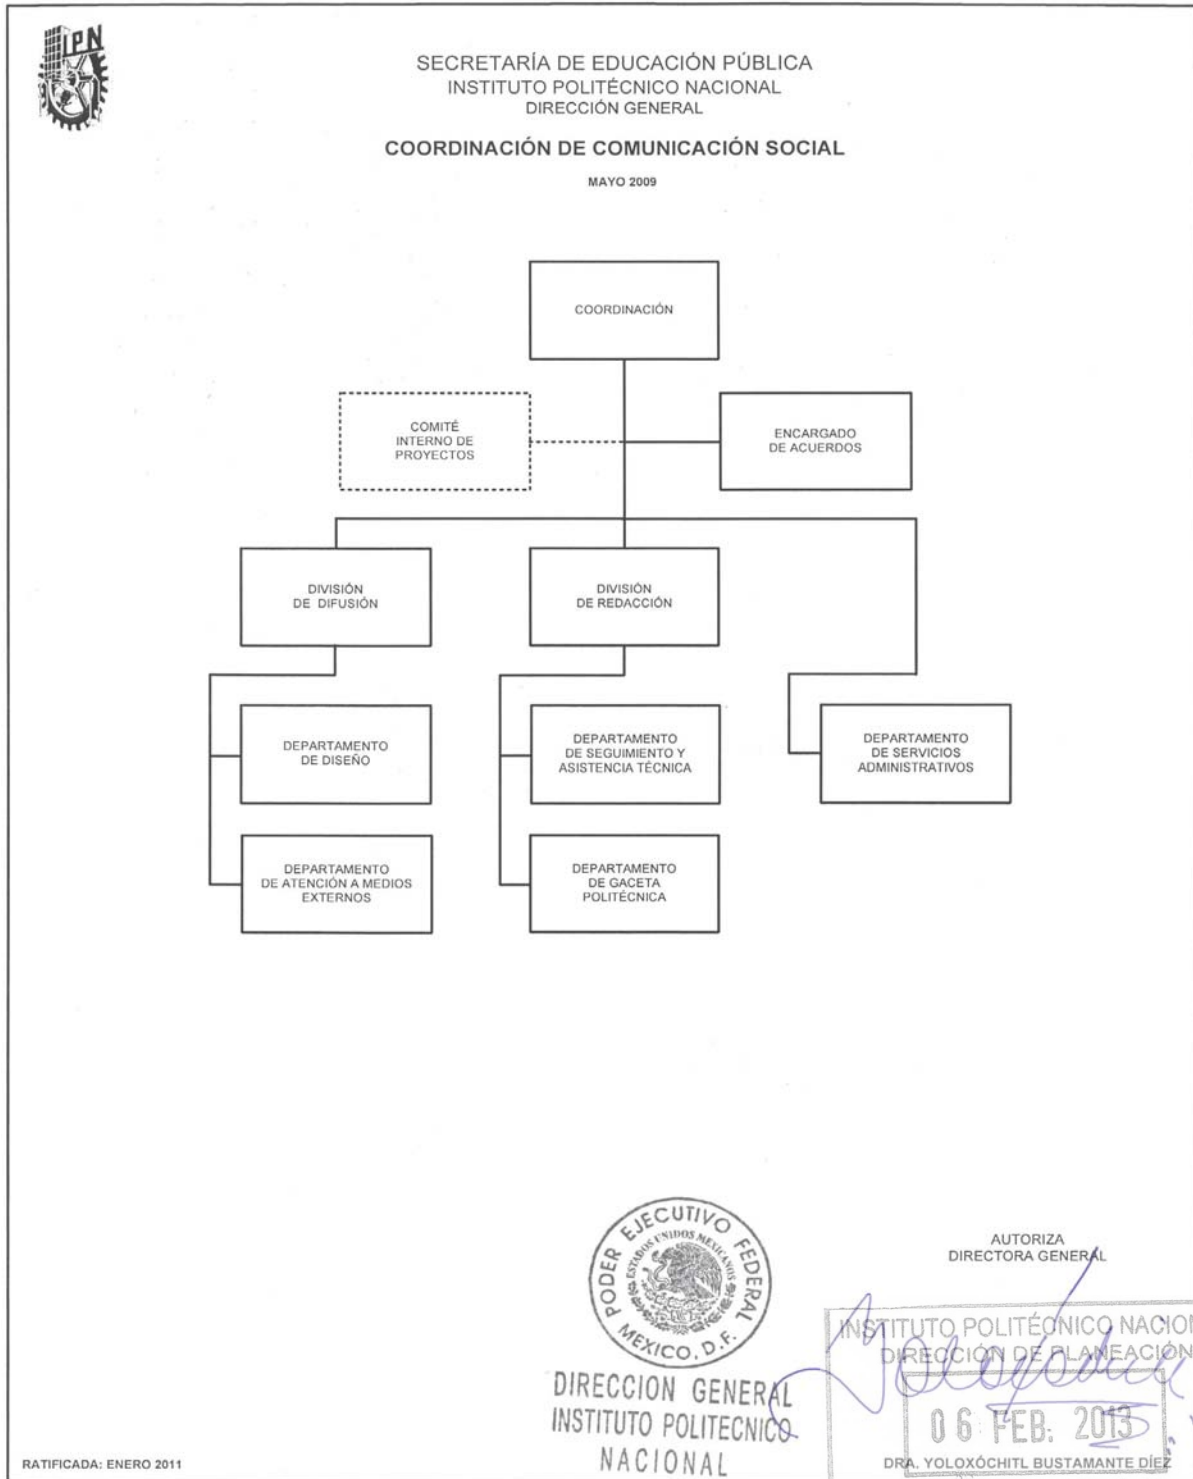 IPN
SECRETARÍA DE EDUCACIÓN PÚBLICA
INSTITUTO POLITÉCNICO NACIONAL
DIRECCIÓN GENERAL
COORDINACIÓN DE COMUNICACIÓN SOCIAL
MAYO 2009
COORDINACIÓN
COMITÉ
INTERNO DE
PROYECTOS
ENCARGADO
DE ACUERDOS
DIVISIÓN
DE DIFUSIÓN
DIVISIÓN
DE REDACCIÓN
DEPARTAMENTO
DE DISEÑO
DEPARTAMENTO
DE SEGUIMIENTO Y
ASISTENCIA TÉCNICA
DEPARTAMENTO
DE SERVICIOS
ADMINISTRATIVOS
DEPARTAMENTO
DE ATENCIÓN A MEDIOS
EXTERNOS
DEPARTAMENTO
DE GACETA
POLITÉCNICA
PODER EJECUTIVO FEDERAL
ESTADOS UNIDOS MEXICANOS
MEXICO, D.F.
DIRECCION GENERAL
INSTITUTO POLITECNICO
NACIONAL
AUTORIZA
DIRECTORA GENERAL
INSTITUTO POLITÉCNICO NACION
DIRECCIÓN DE PLANEACIÓN
06 FEB. 2013
DRA. YOLOXÓCHITL BUSTAMANTE DÍEZ
RATIFICADA: ENERO 2011